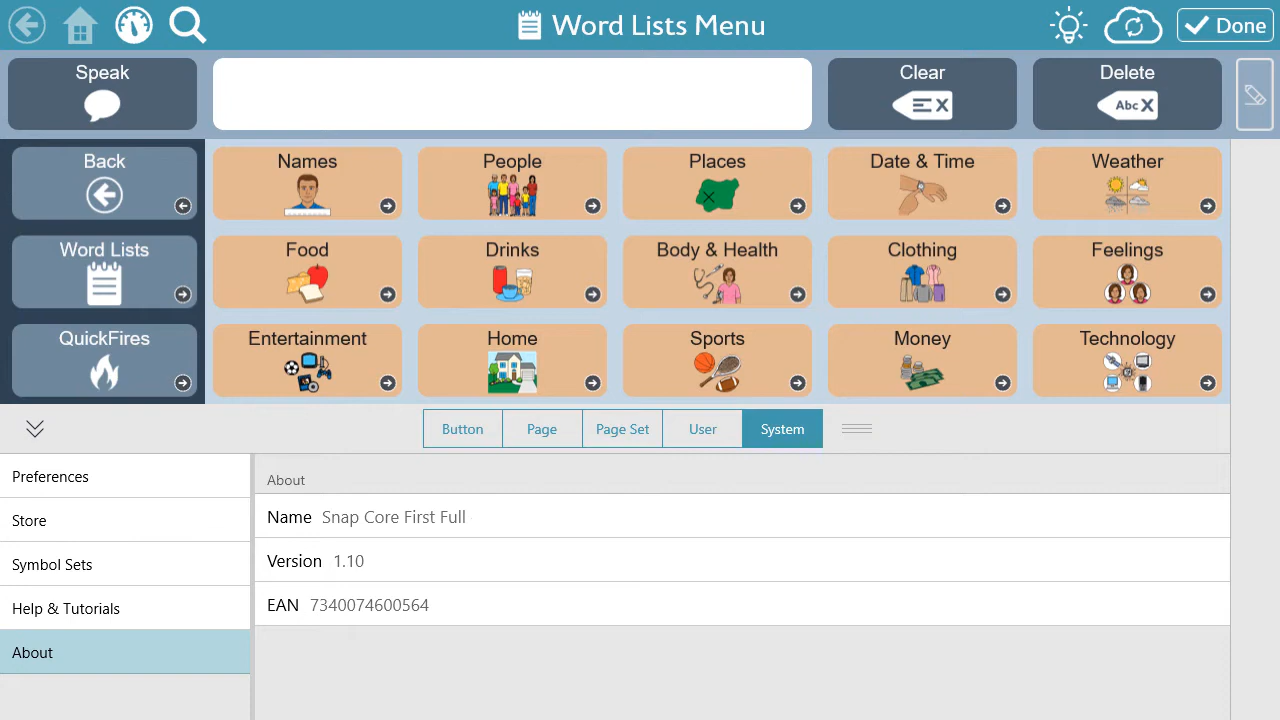 Word Lists Menu
Done
Speak
Clear
Delete
Abc X
Back
Names
People
Places
Date & Time
Weather
Word Lists
Food
Drinks
Body & Health
Clothing
Feelings
QuickFires
Entertainment
Home
Sports
Money
Technology
Button
Page
Page Set
User
System
Preferences
Store
Symbol Sets
Help & Tutorials
About
About
Name Snap Core First Full
Version 1.10
EAN 7340074600564